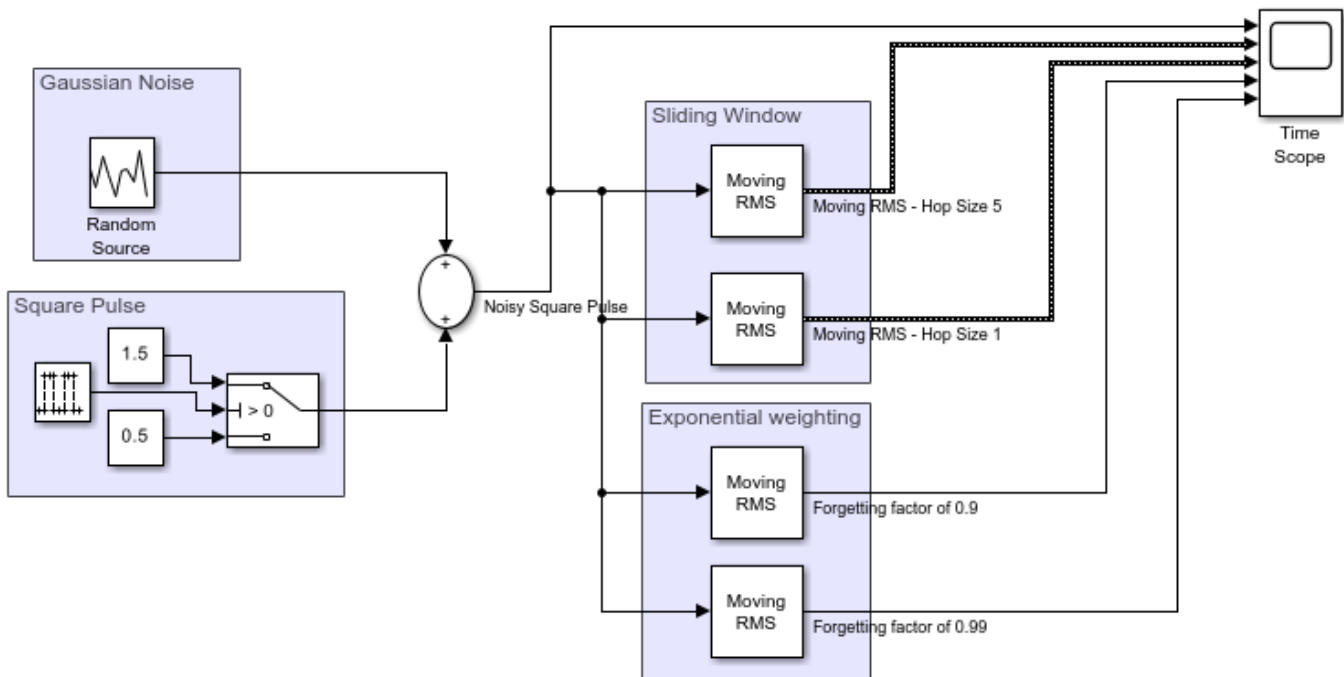 Gaussian Noise
Random
Source
Square Pulse
1.5
0.5
> 0
+
+
Noisy Square Pulse
Sliding Window
Moving
RMS
Moving RMS - Hop Size 5
Moving
RMS
Moving RMS - Hop Size 1
Exponential weighting
Moving
RMS
Forgetting factor of 0.9
Moving
RMS
Forgetting factor of 0.99
Time
Scope